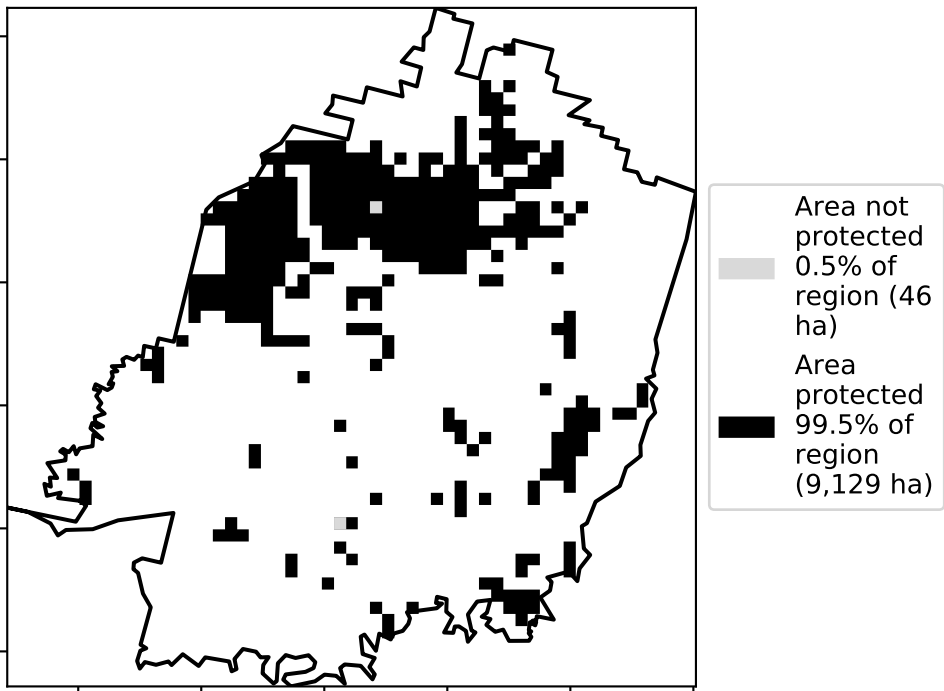 Area not
protected
0.5% of
region (46
ha)
Area
protected
99.5% of
region
(9,129 ha)